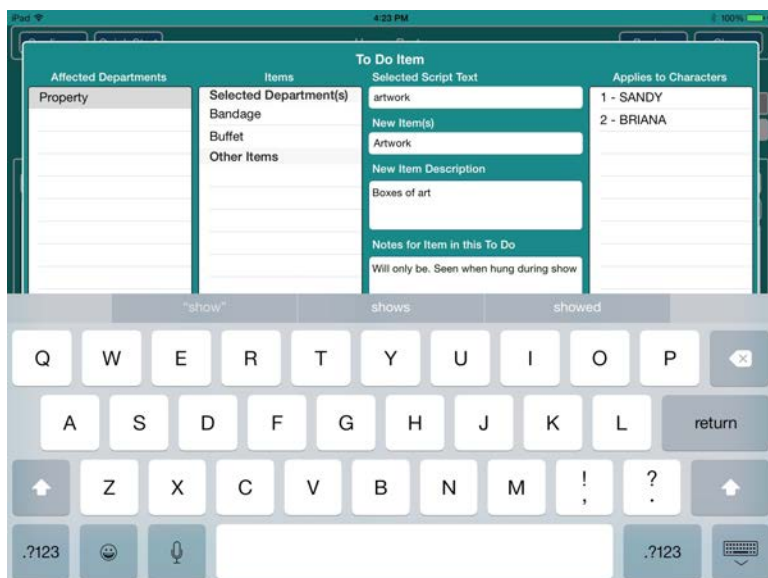 iPad 4:23 PM 100%
To Do Item
Affected Departments
Property
Items
Selected Department(s)
Bandage
Buffet
Other Items
Selected Script Text
artwork
New Item(s)
Artwork
New Item Description
Boxes of art
Notes for Item in this To Do
Will only be. Seen when hung during show
Applies to Characters
1 - SANDY
2 - BRIANA
"show" shows showed
Q W E R T Y U I O P
A S D F G H J K L return
Z X C V B N M ! , ? .
.?123 .?123